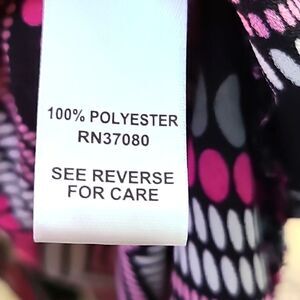 100% POLYESTER
RN37080
SEE REVERSE
FOR CARE